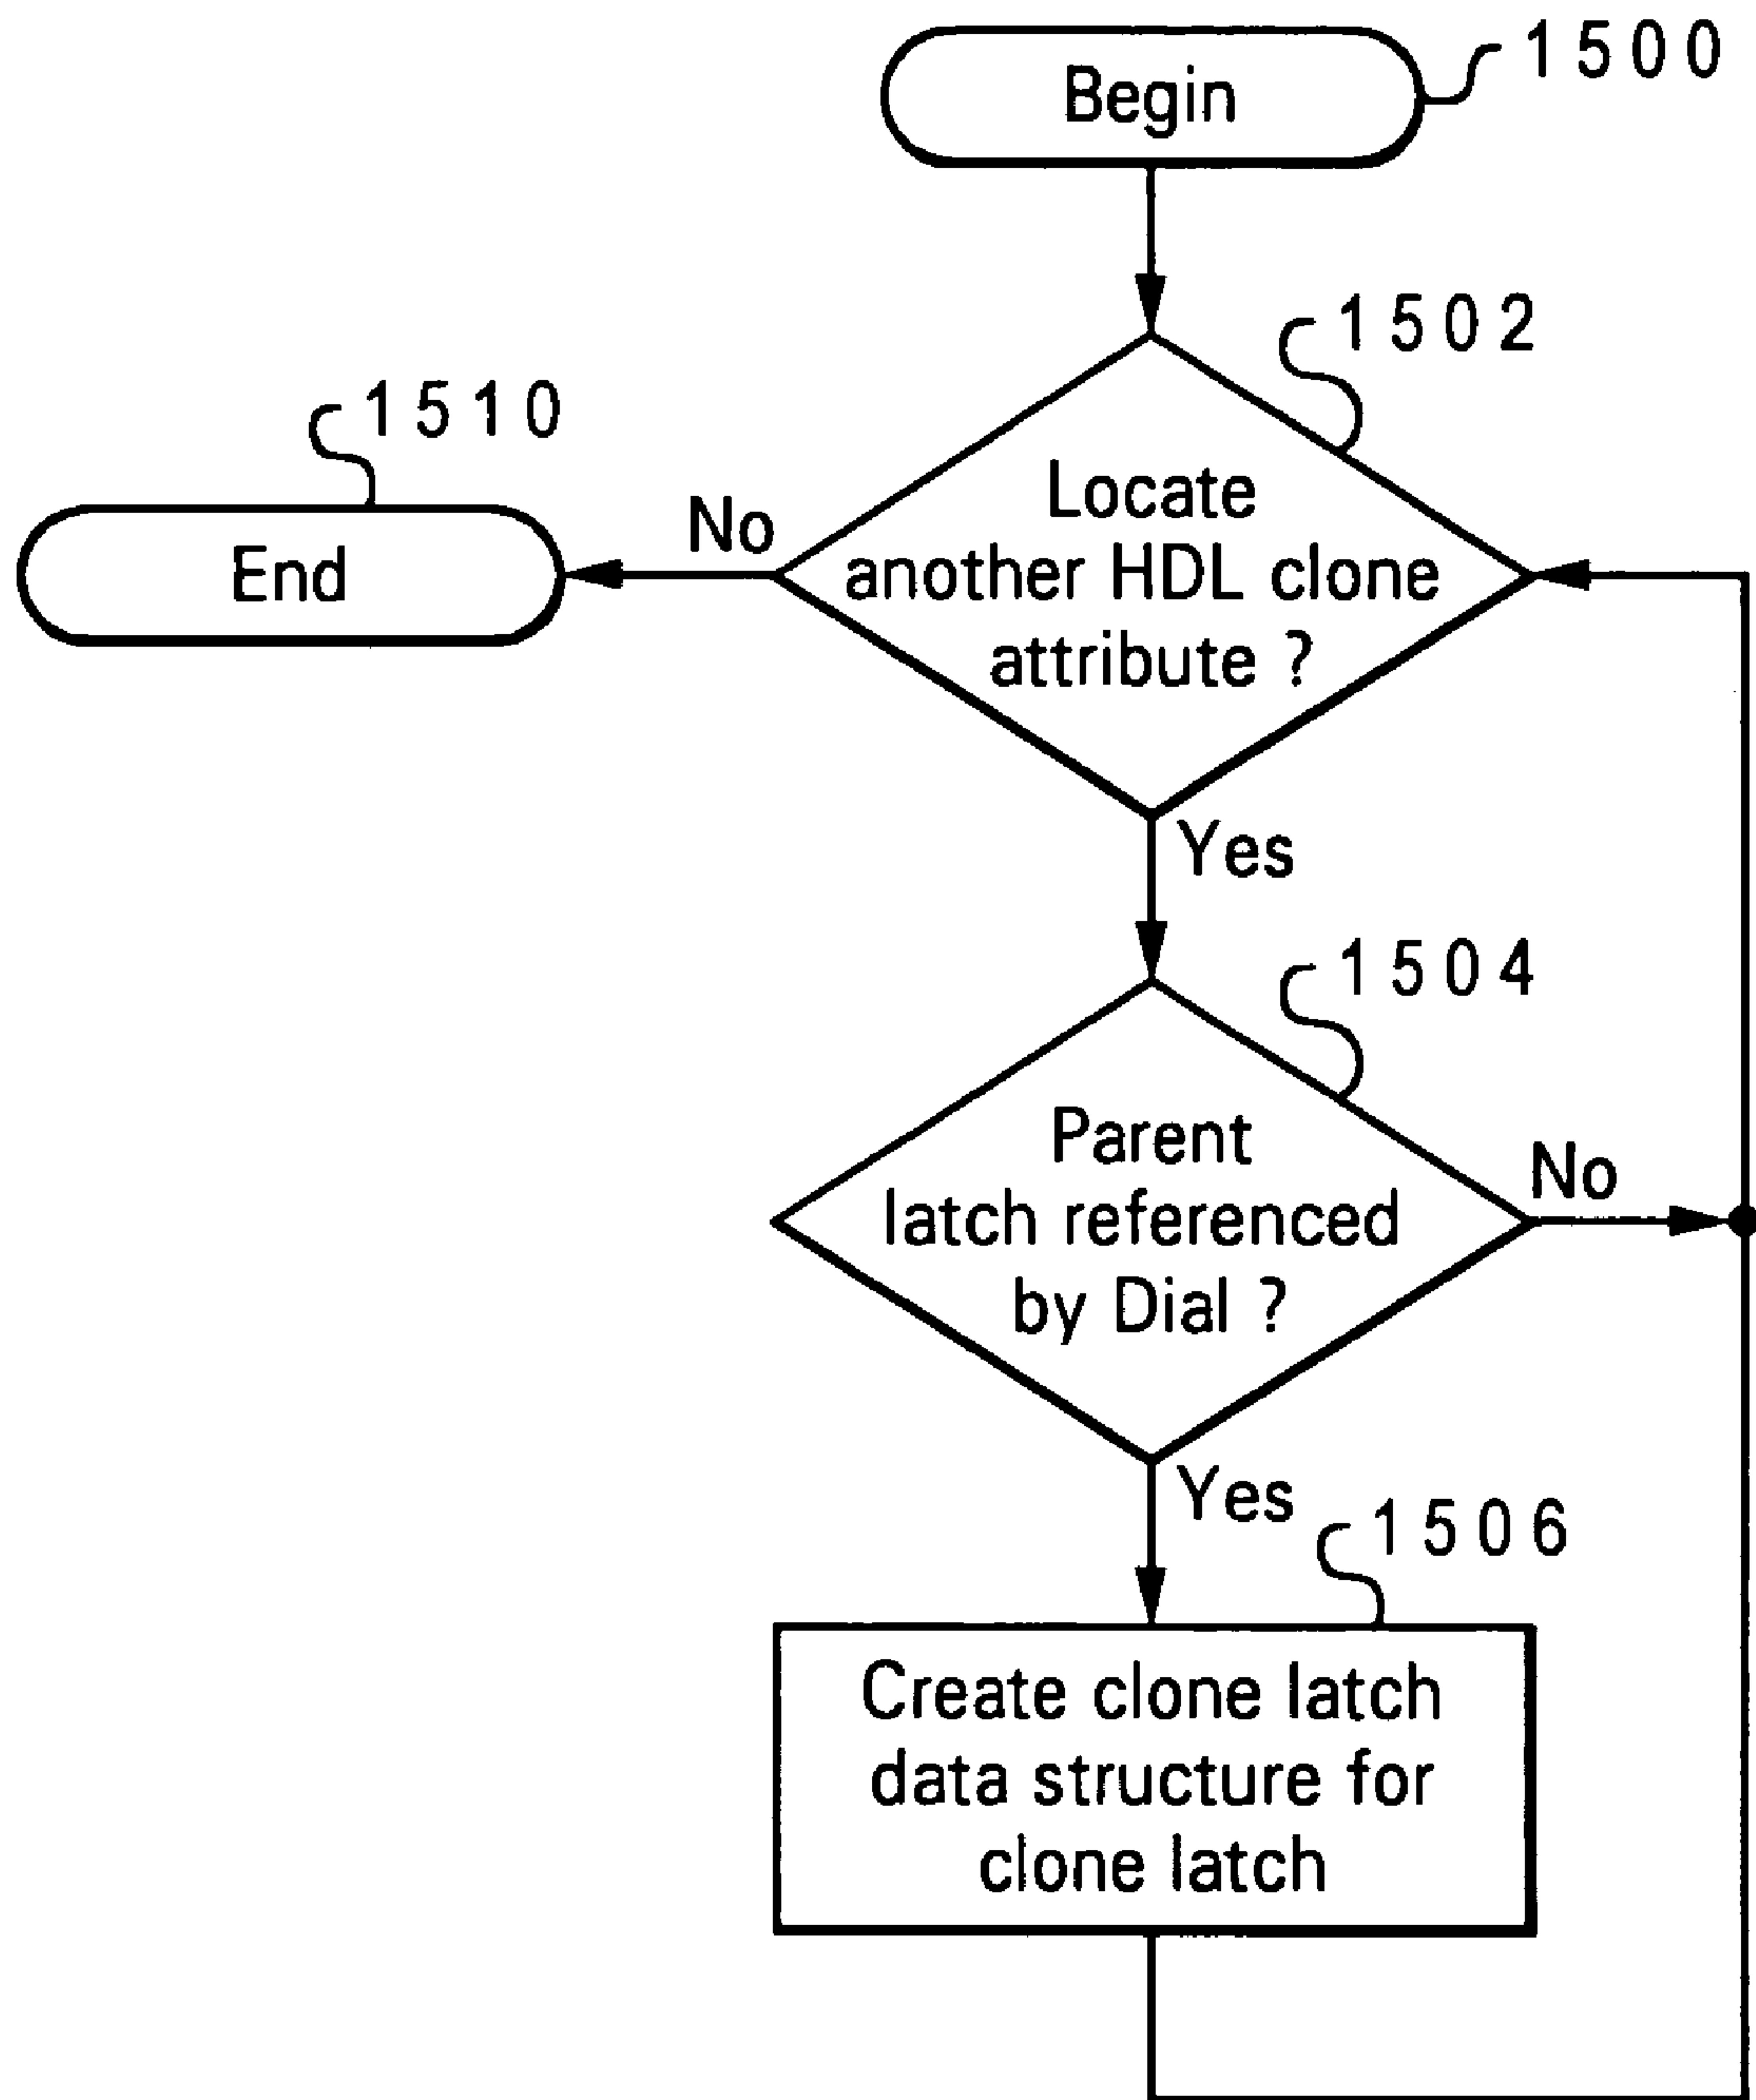 Begin
1500
1502
1510
Locate
another HDL clone
attribute ?
No
End
Yes
1504
Parent
latch referenced
by Dial ?
No
Yes
1506
Create clone latch
data structure for
clone latch